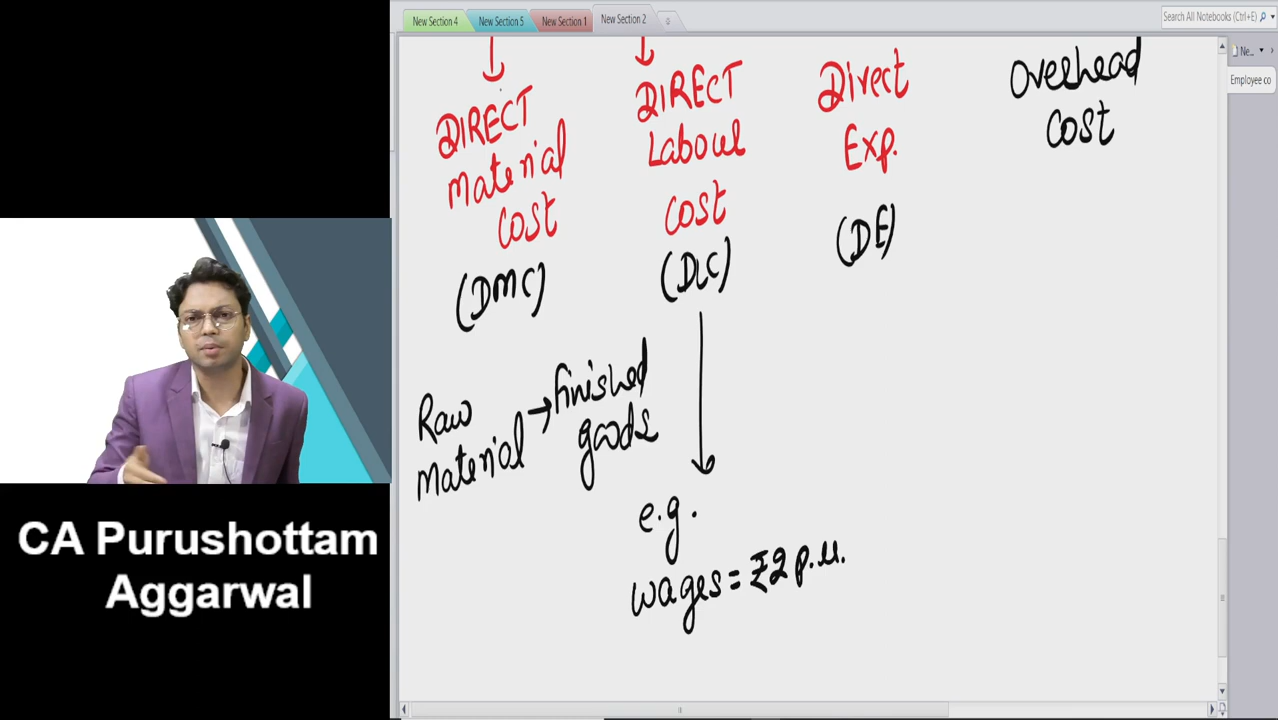 New Section 4
New Section 5
New Section 1
New Section 2
Search All Notebooks (Ctrl+E)
Ne...
Employee co
DIRECT
Material
Cost
(DMC)
DIRECT
Labour
Cost
(DLC)
Direct
Exp.
(DE)
Overhead
Cost
Raw
Material → finished
goods
e.g.
wages = ₹2 p.u.
CA Purushottam
Aggarwal